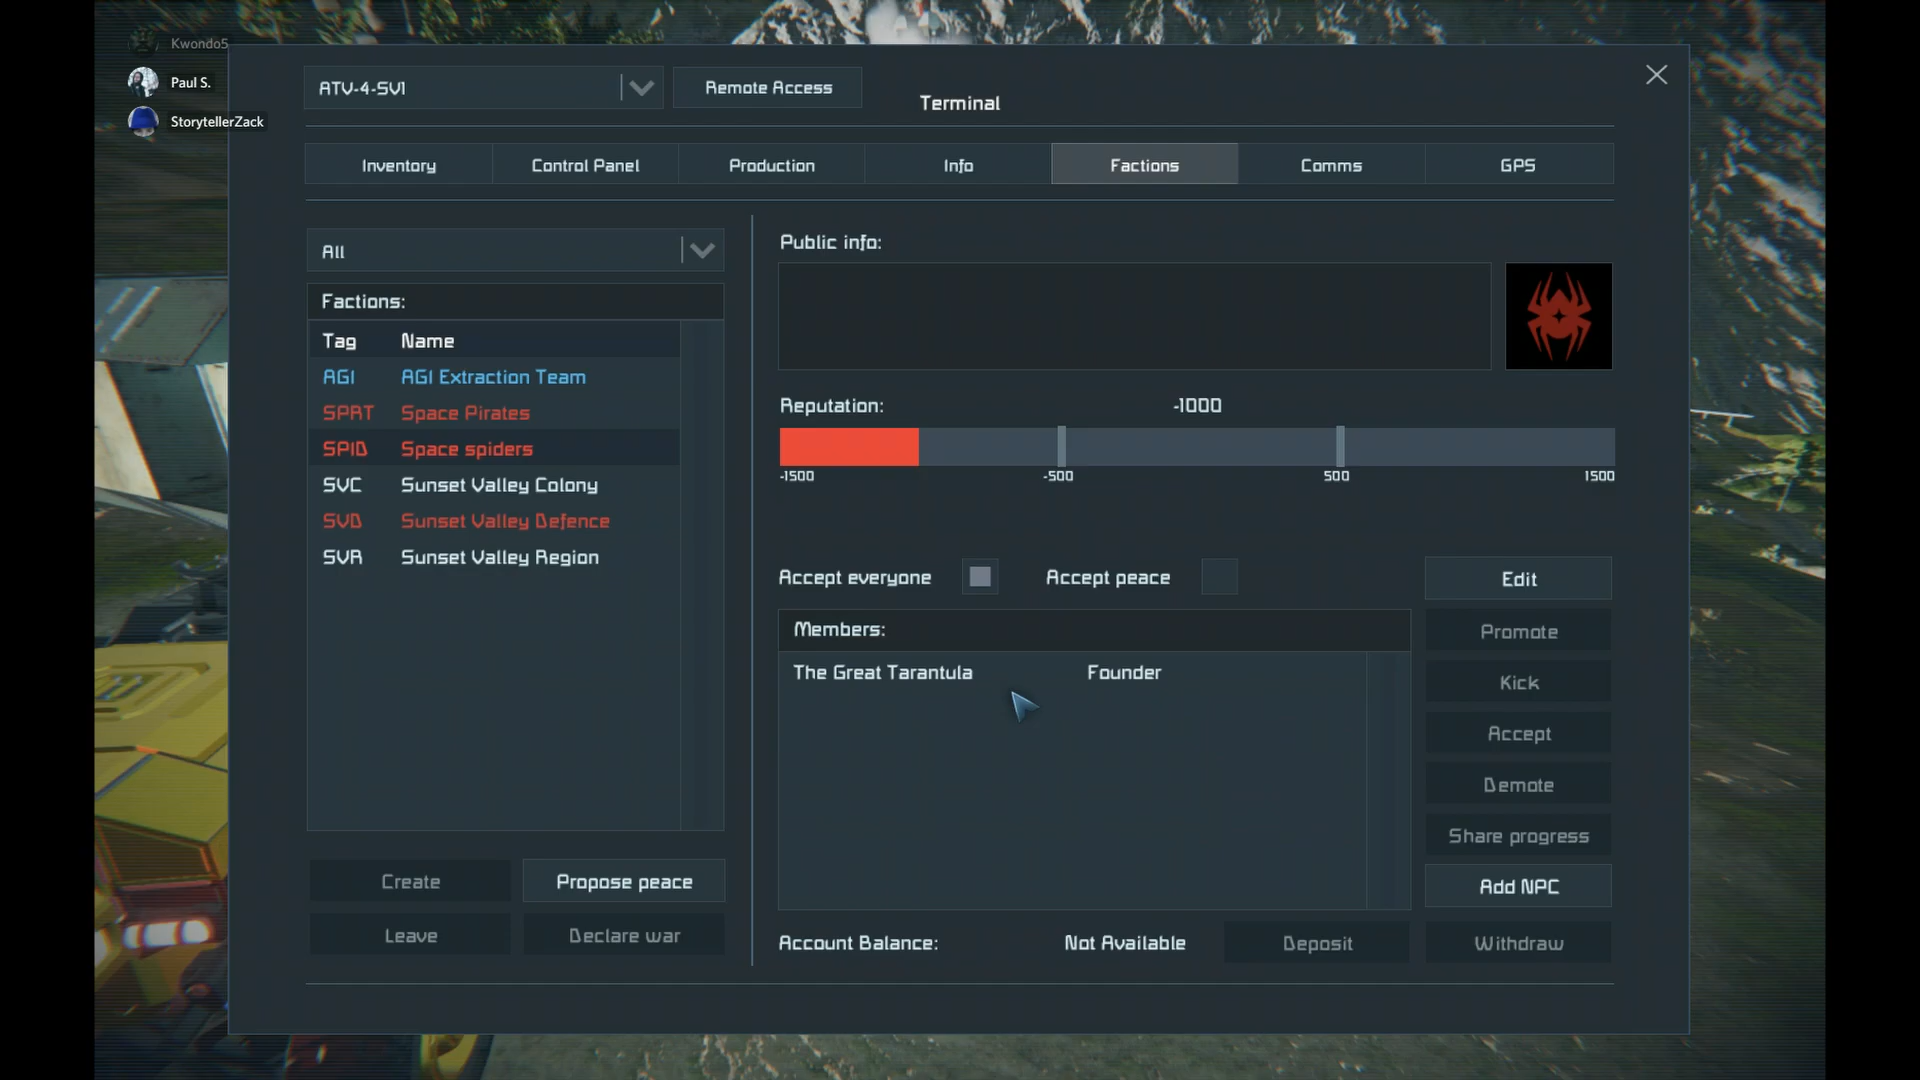 Kwondo5
Paul S.
StorytellerZack
ATV-4-SV1
Remote Access
Terminal
Inventory
Control Panel
Production
Info
Factions
Comms
GPS
All
Factions:
Tag Name
AGI AGI Extraction Team
SPRT Space Pirates
SPID Space spiders
SVC Sunset Valley Colony
SVD Sunset Valley Defence
SVR Sunset Valley Region
Create
Propose peace
Leave
Declare war
Public info:
Reputation: -1000
-1500 -500 500 1500
Accept everyone
Accept peace
Members:
The Great Tarantula Founder
Edit
Promote
Kick
Accept
Demote
Share progress
Add NPC
Account Balance: Not Available
Deposit
Withdraw